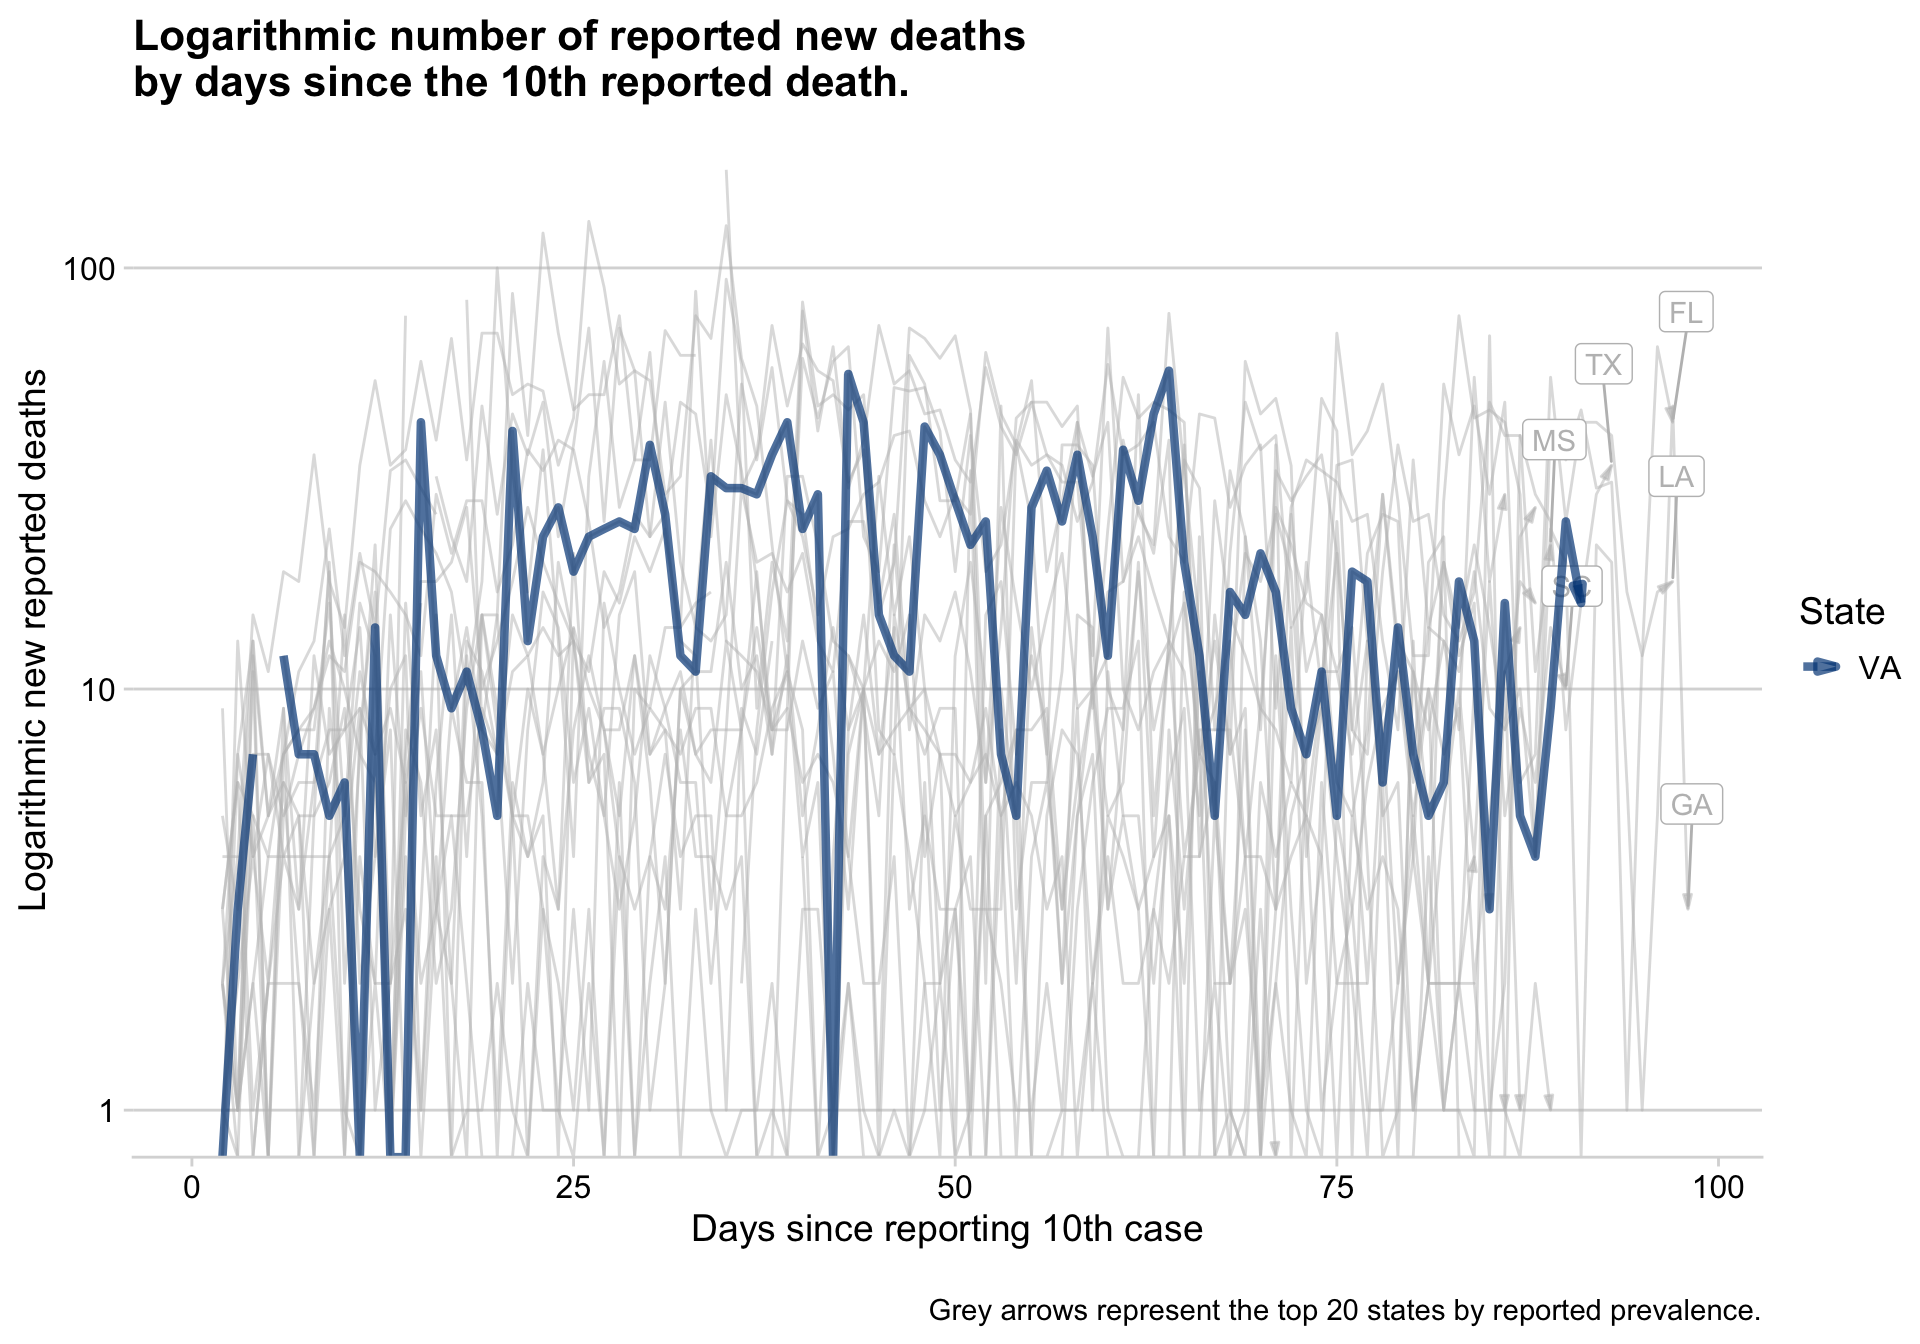 Logarithmic number of reported new deaths
by days since the 10th reported death.
Logarithmic new reported deaths
100
10
1
FL
TX
MS
LA
SC
GA
State
VA
0
25
50
75
100
Days since reporting 10th case
Grey arrows represent the top 20 states by reported prevalence.